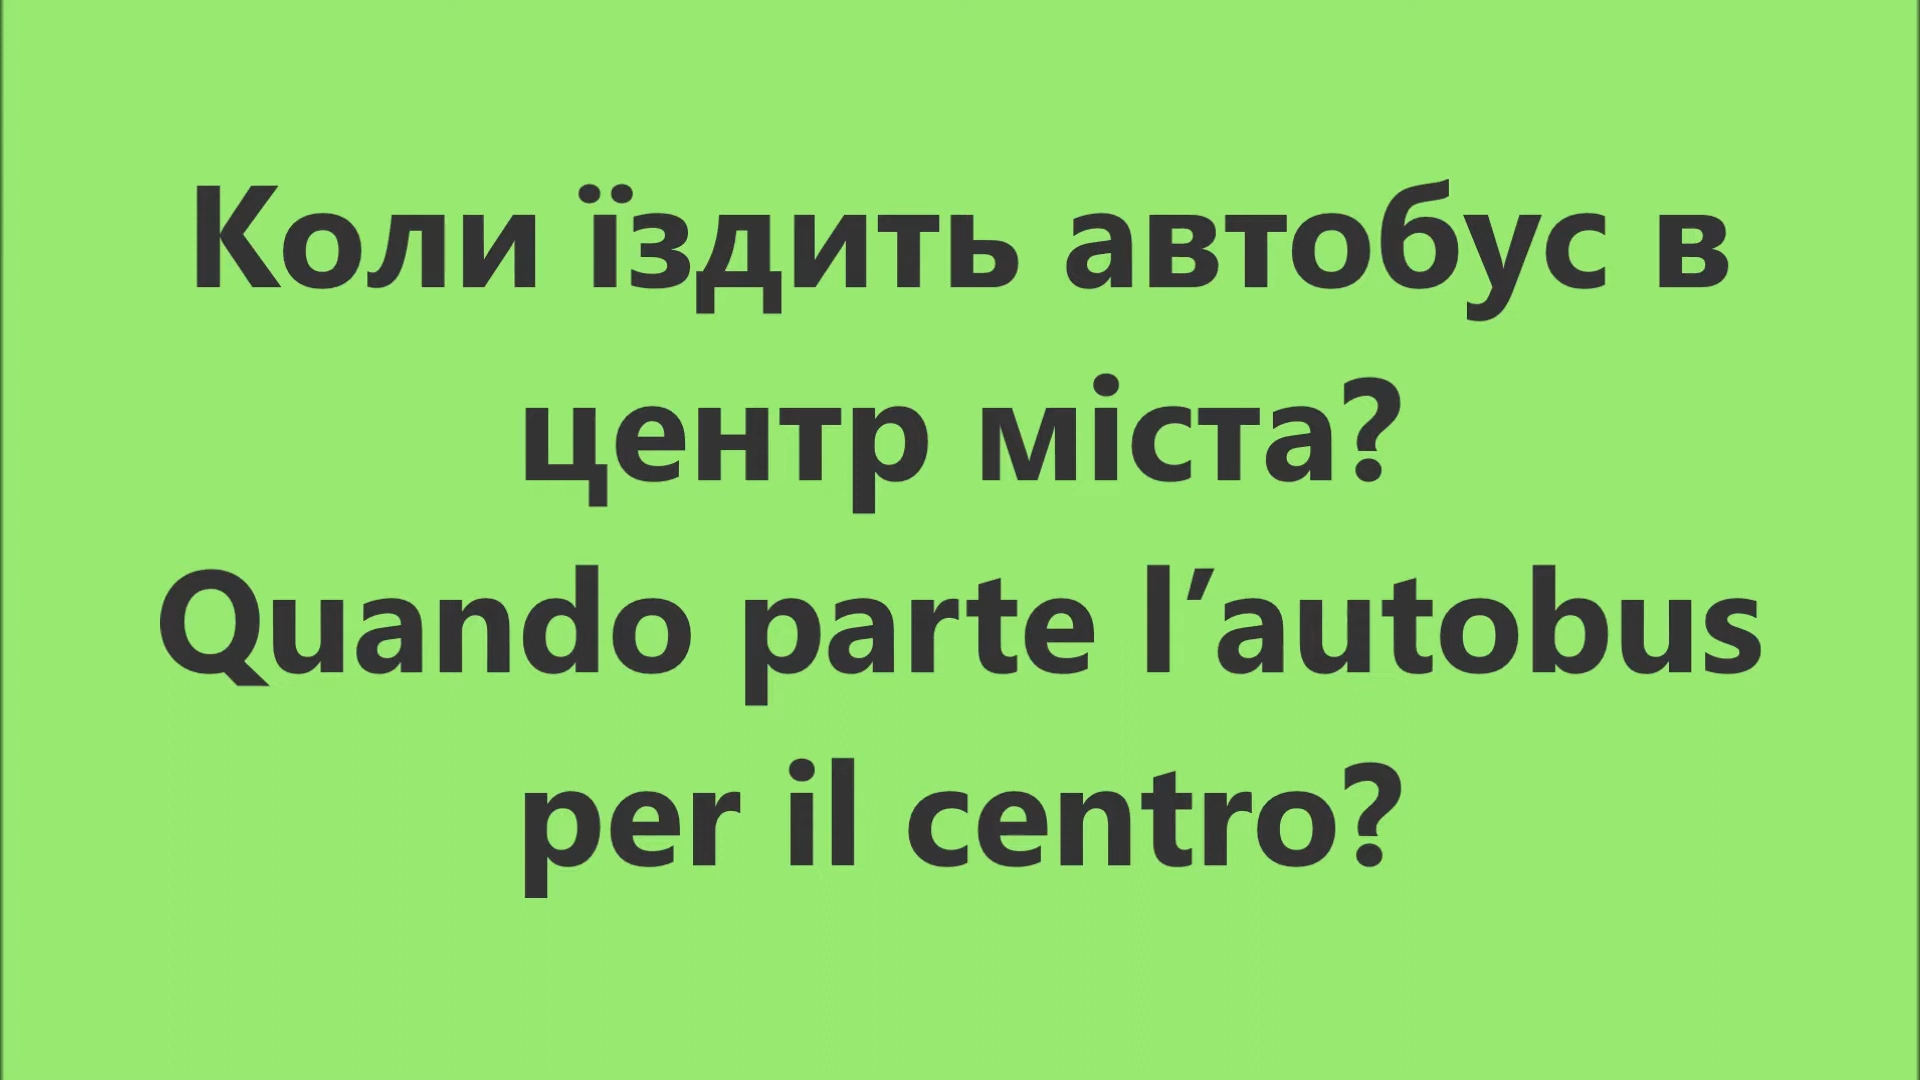 Коли їздить автобус в
центр міста?
Quando parte l’autobus
per il centro?